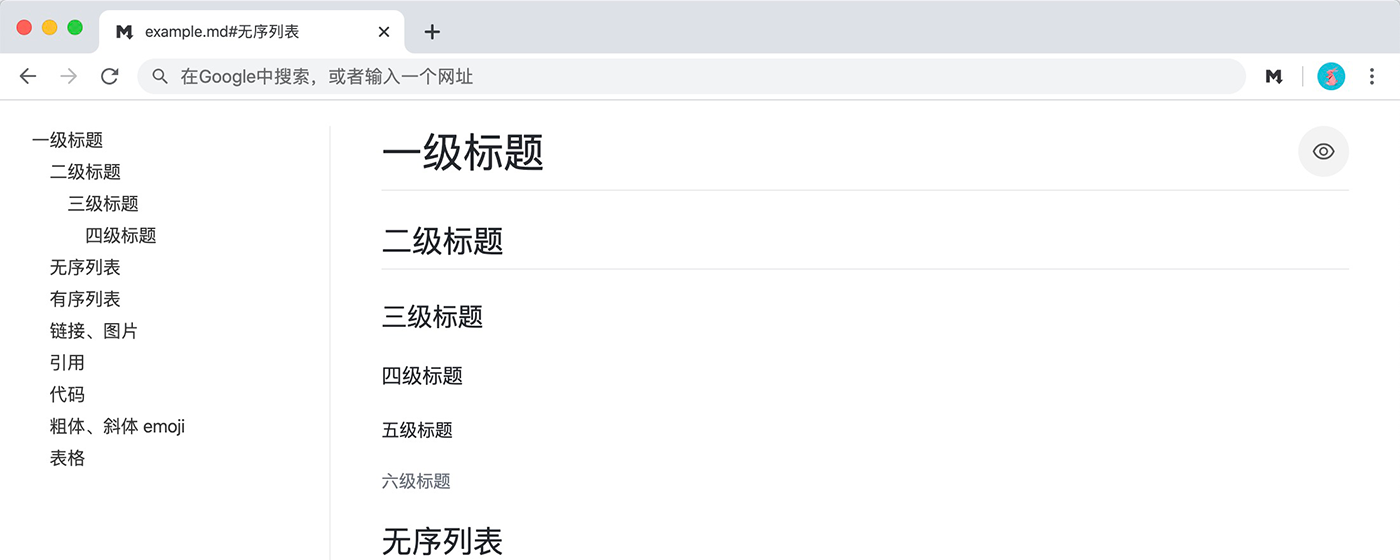 example.md#无序列表
在Google中搜索，或者输入一个网址
一级标题
二级标题
三级标题
四级标题
无序列表
有序列表
链接、图片
引用
代码
粗体、斜体 emoji
表格
一级标题
二级标题
三级标题
四级标题
五级标题
六级标题
无序列表